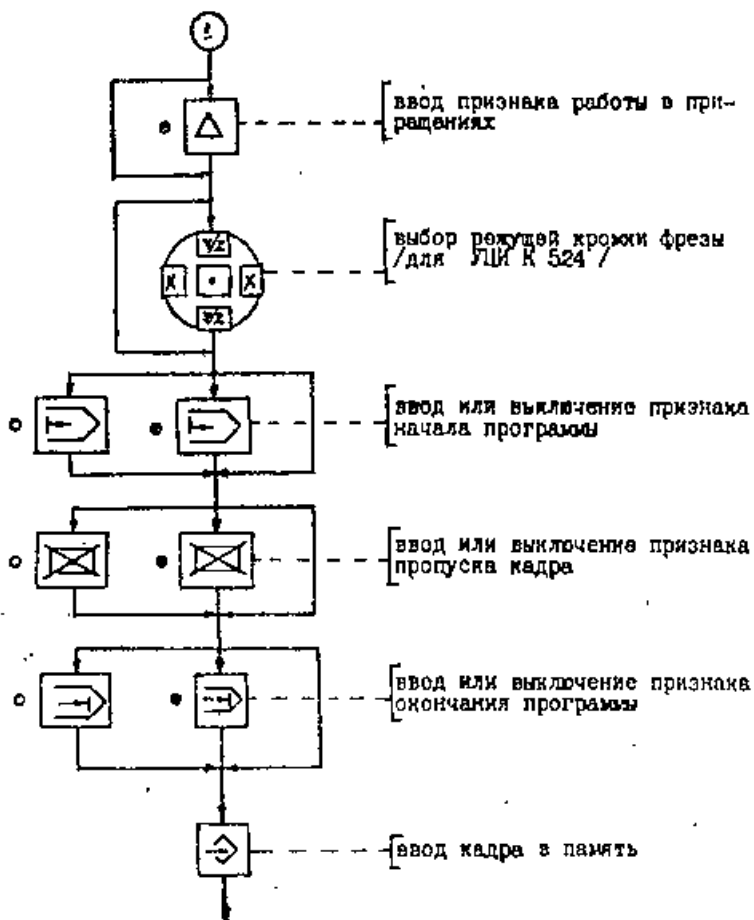 ввод признака работы в при-
ращениях
выбор режущей кромки фрезы
/для УЦИ К 524 /
Y/Z
X
X
Y/Z
ввод или выключение признака
начала программы
ввод или выключение признака
пропуска кадра
ввод или выключение признака
окончания программы
ввод кадра в память